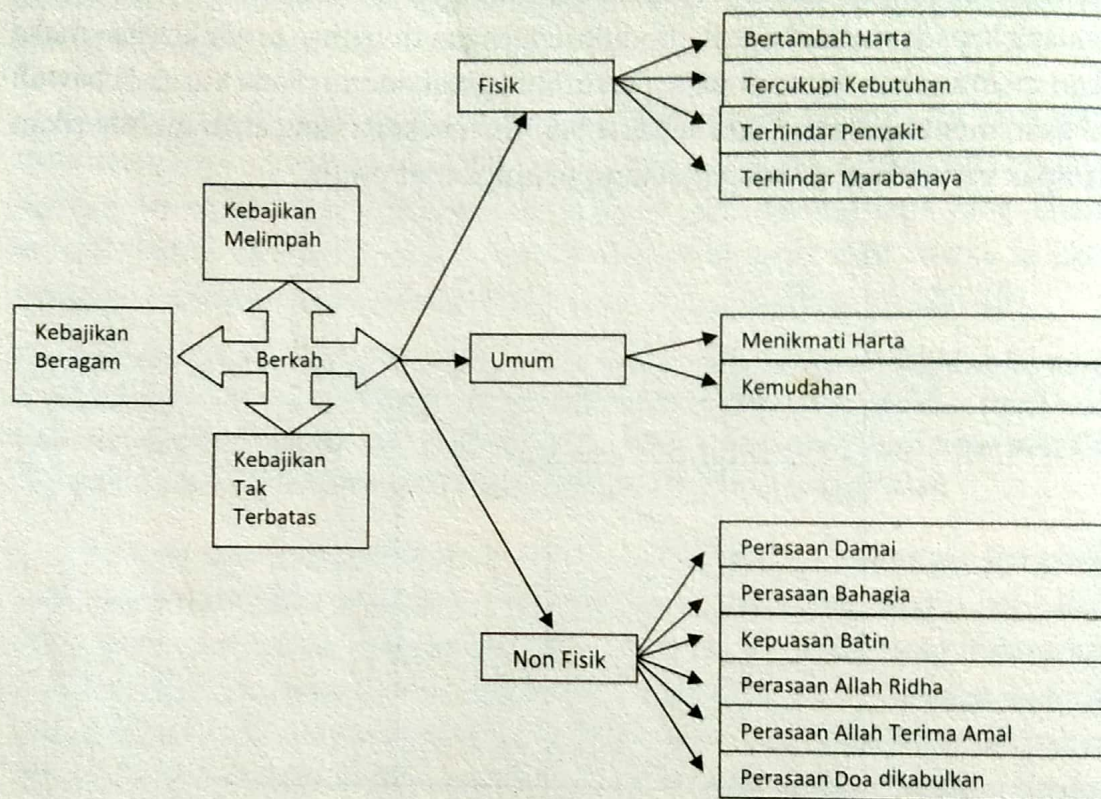 Kebajikan
Melimpah
Kebajikan
Beragam
Berkah
Kebajikan
Tak
Terbatas
Fisik
Bertambah Harta
Tercukupi Kebutuhan
Terhindar Penyakit
Terhindar Marabahaya
Umum
Menikmati Harta
Kemudahan
Non Fisik
Perasaan Damai
Perasaan Bahagia
Kepuasan Batin
Perasaan Allah Ridha
Perasaan Allah Terima Amal
Perasaan Doa dikabulkan